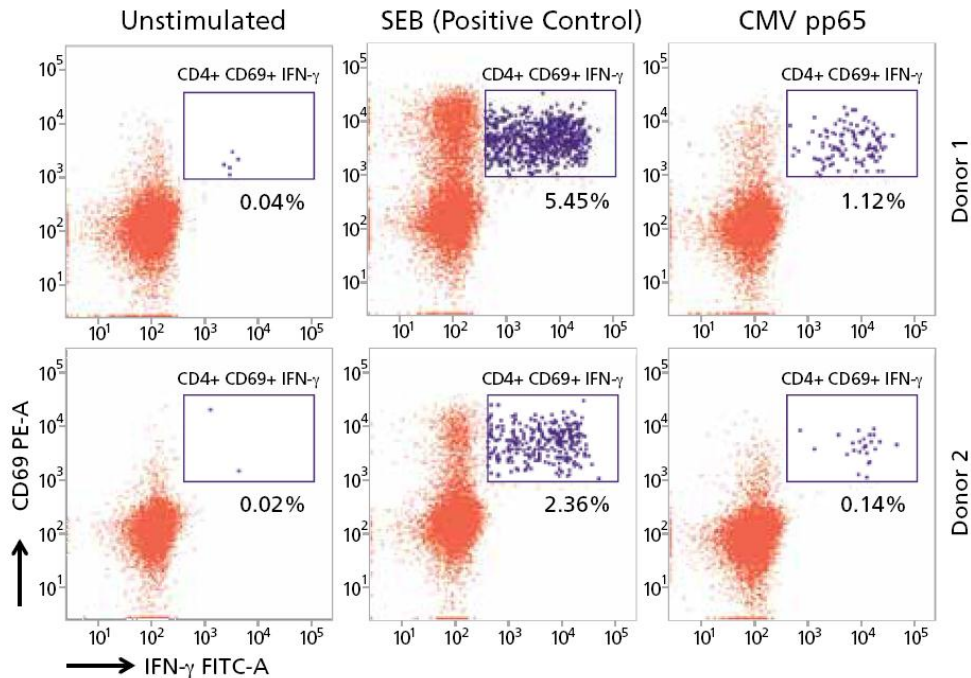 Unstimulated SEB (Positive Control) CMV pp65
CD4+ CD69+ IFN-γ CD4+ CD69+ IFN-γ CD4+ CD69+ IFN-γ
10⁵ 10⁵ 10⁵
10⁴ 10⁴ 10⁴
10³ 10³ 10³
0.04% 5.45% 1.12%
10² 10² 10²
10¹ 10¹ 10¹
10¹ 10² 10³ 10⁴ 10⁵ 10¹ 10² 10³ 10⁴ 10⁵ 10¹ 10² 10³ 10⁴ 10⁵
Donor 1
CD4+ CD69+ IFN-γ CD4+ CD69+ IFN-γ CD4+ CD69+ IFN-γ
10⁵ 10⁵ 10⁵
10⁴ 10⁴ 10⁴
10³ 10³ 10³
0.02% 2.36% 0.14%
10² 10² 10²
10¹ 10¹ 10¹
10¹ 10² 10³ 10⁴ 10⁵ 10¹ 10² 10³ 10⁴ 10⁵ 10¹ 10² 10³ 10⁴ 10⁵
Donor 2
CD69 PE-A
IFN-γ FITC-A